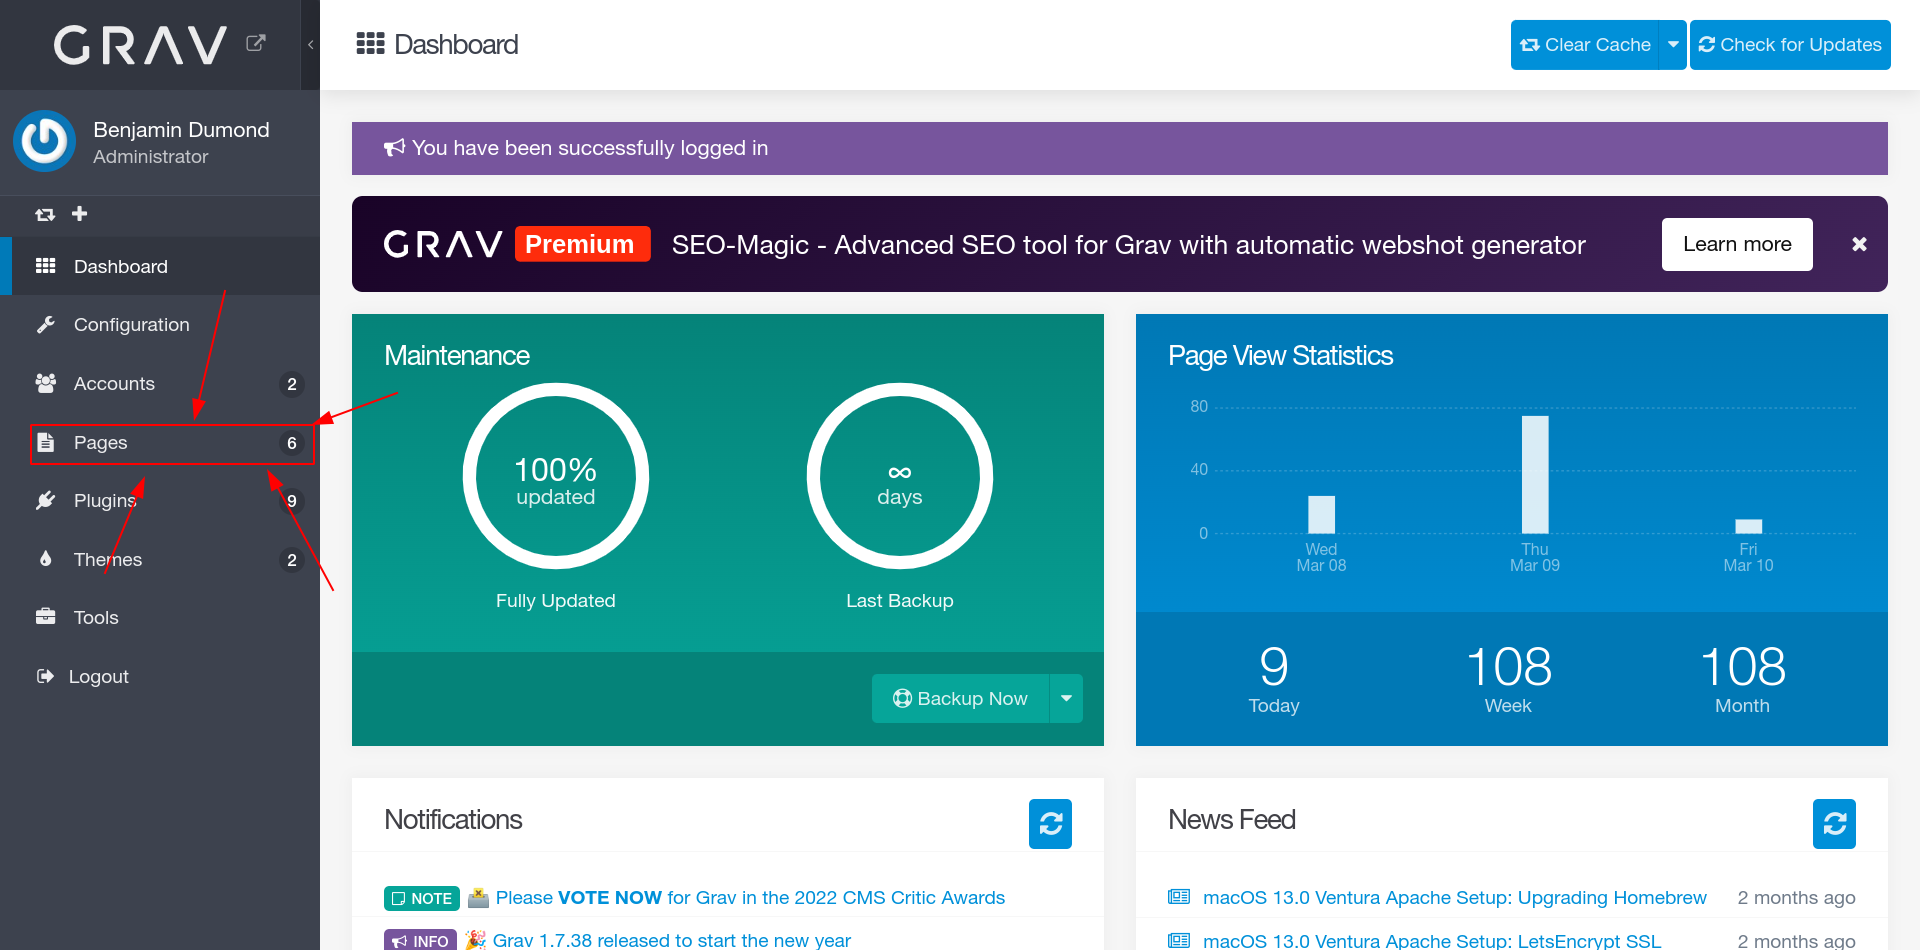 GRAV
Dashboard
Clear Cache
Check for Updates
Benjamin Dumond
Administrator
Dashboard
Configuration
Accounts 2
Pages 6
Plugins 9
Themes 2
Tools
Logout
You have been successfully logged in
GRAV Premium SEO-Magic - Advanced SEO tool for Grav with automatic webshot generator
Learn more
Maintenance
100%
updated
Fully Updated
∞
days
Last Backup
Backup Now
Page View Statistics
80
40
0
Wed
Mar 08
Thu
Mar 09
Fri
Mar 10
9
Today
108
Week
108
Month
Notifications
NOTE Please VOTE NOW for Grav in the 2022 CMS Critic Awards
INFO Grav 1.7.38 released to start the new year
News Feed
macOS 13.0 Ventura Apache Setup: Upgrading Homebrew 2 months ago
macOS 13.0 Ventura Apache Setup: LetsEncrypt SSL 2 months ago